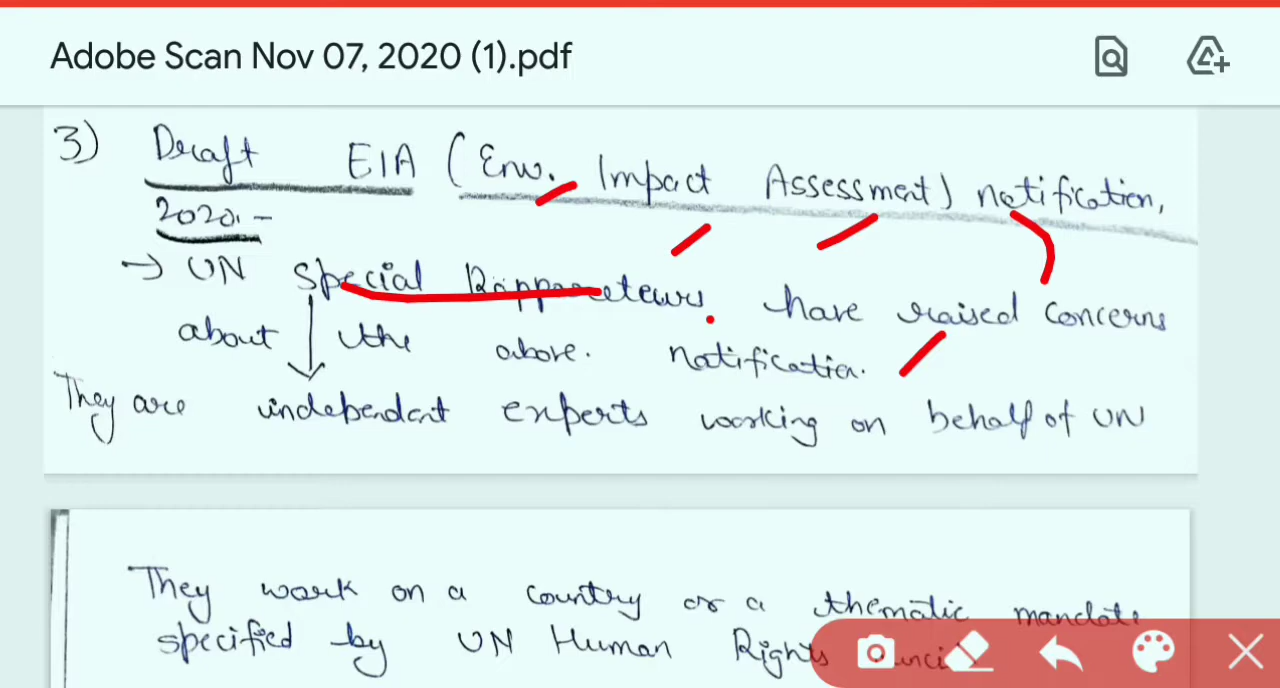 Adobe Scan Nov 07, 2020 (1).pdf
3) Draft EIA (Env. Impact Assessment) notification,
2020 -
→ UN Special Rapporeteurs have raised concerns
about the above. notification.
They are independent experts working on behalf of UN
They work on a country or a thematic mandate
specified by UN Human Rights